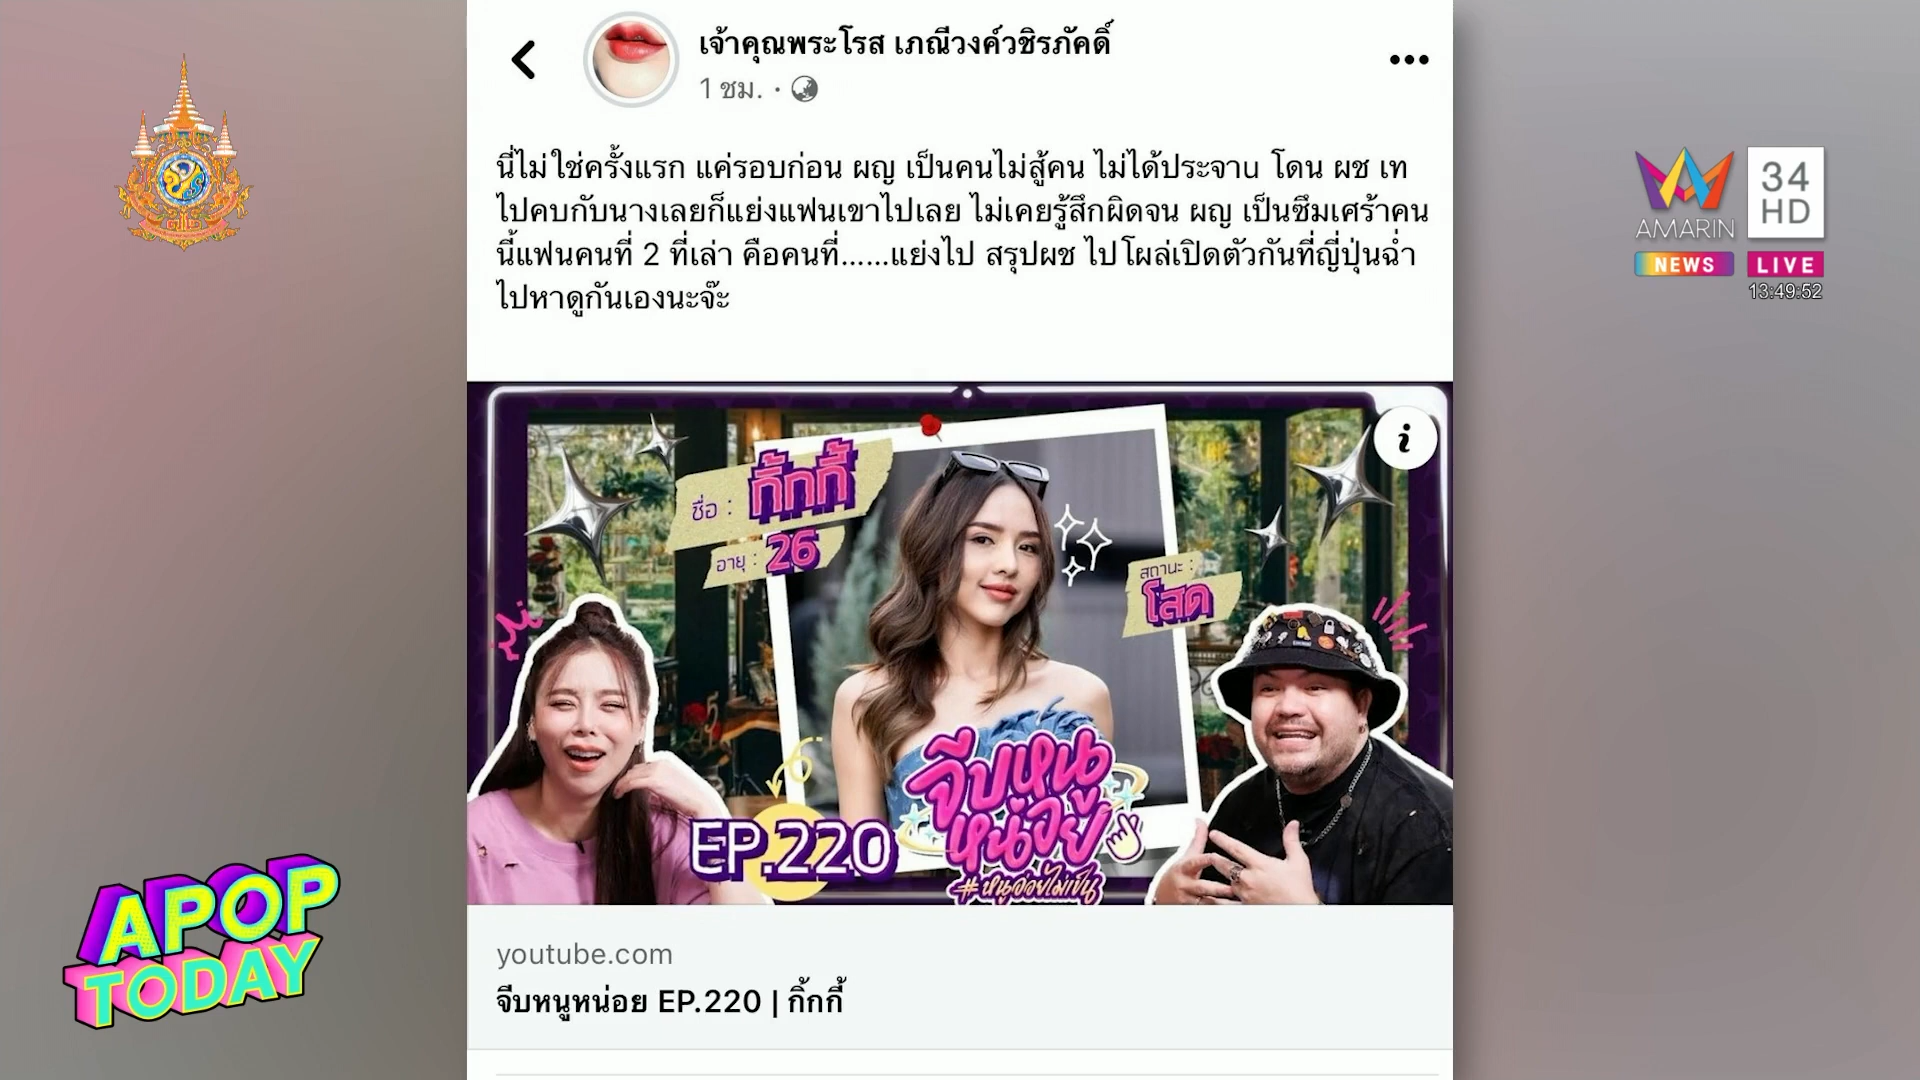 เจ้าคุณพระโรส เภณีวงค์วชิรภัคดิ์
1 ชม. ·
นี่ไม่ใช่ครั้งแรก แค่รอบก่อน ผญ เป็นคนไม่สู้คน ไม่ได้ประจาน โดน ผช เท
ไปคบกับนางเลยก็แย่งแฟนเขาไปเลย ไม่เคยรู้สึกผิดจน ผญ เป็นซึมเศร้าคน
นี้แฟนคนที่ 2 ที่เล่า คือคนที่......แย่งไป สรุปผช ไปโผล่เปิดตัวกันที่ญี่ปุ่นฉ่ำ
ไปหาดูกันเองนะจ๊ะ
AMARIN
34
HD
NEWS
LIVE
13:49:52
ชื่อ : กิ้กกี้
อายุ : 26
สถานะ :
โสด
i
จีบหนู
หน่อย
#หนูอ่อยไม่เป็น
EP.220
APOP
TODAY
youtube.com
จีบหนูหน่อย EP.220 | กิ้กกี้